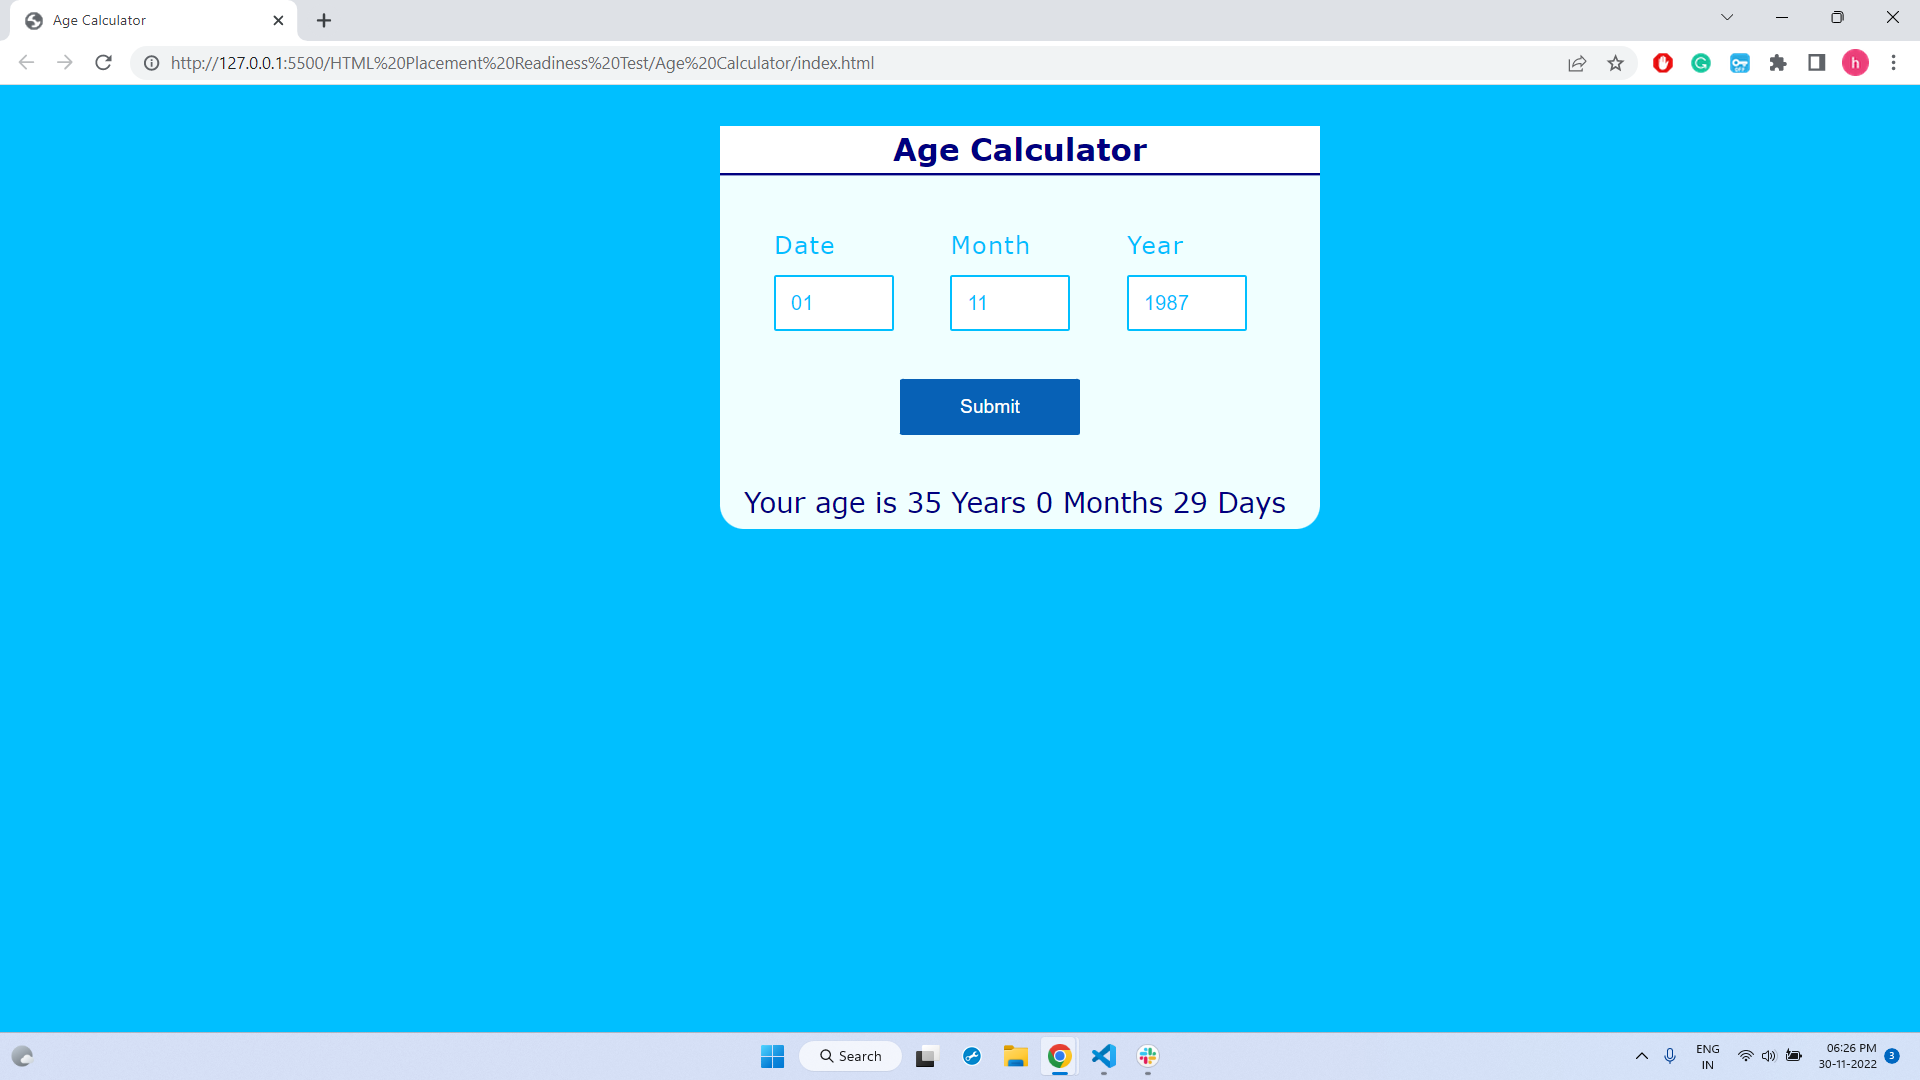 Age Calculator
http://127.0.0.1:5500/HTML%20Placement%20Readiness%20Test/Age%20Calculator/index.html
h
Age Calculator
Date Month Year
01 11 1987
Submit
Your age is 35 Years 0 Months 29 Days
Search
ENG
IN
06:26 PM
30-11-2022
3